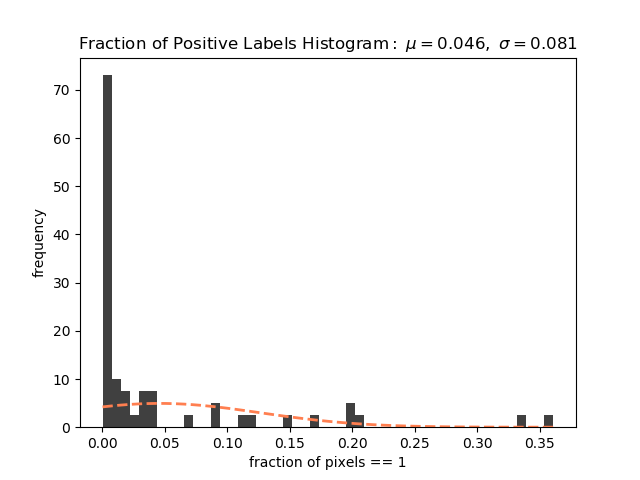 Fraction of Positive Labels Histogram : μ = 0.046, σ = 0.081
70
60
50
40
30
20
10
0
frequency
0.00 0.05 0.10 0.15 0.20 0.25 0.30 0.35
fraction of pixels == 1